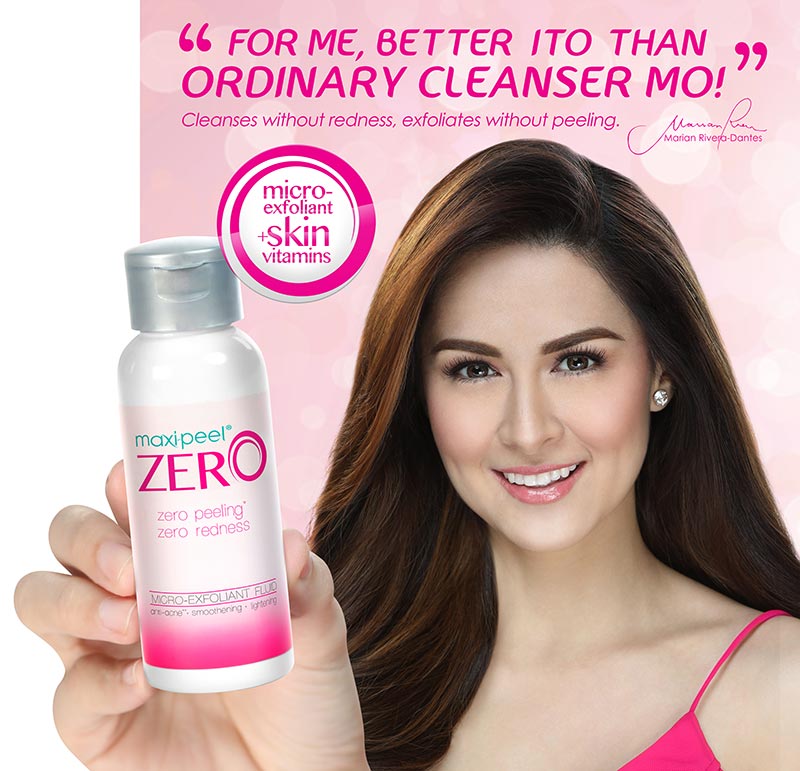 “ FOR ME, BETTER ITO THAN
ORDINARY CLEANSER MO! ”
Cleanses without redness, exfoliates without peeling.
Marian Rivera-Dantes
micro-
exfoliant
+skin
vitamins
maxi·peel®
ZERO
zero peeling*
zero redness
MICRO-EXFOLIANT FLUID
anti-acne** • smoothening • lightening